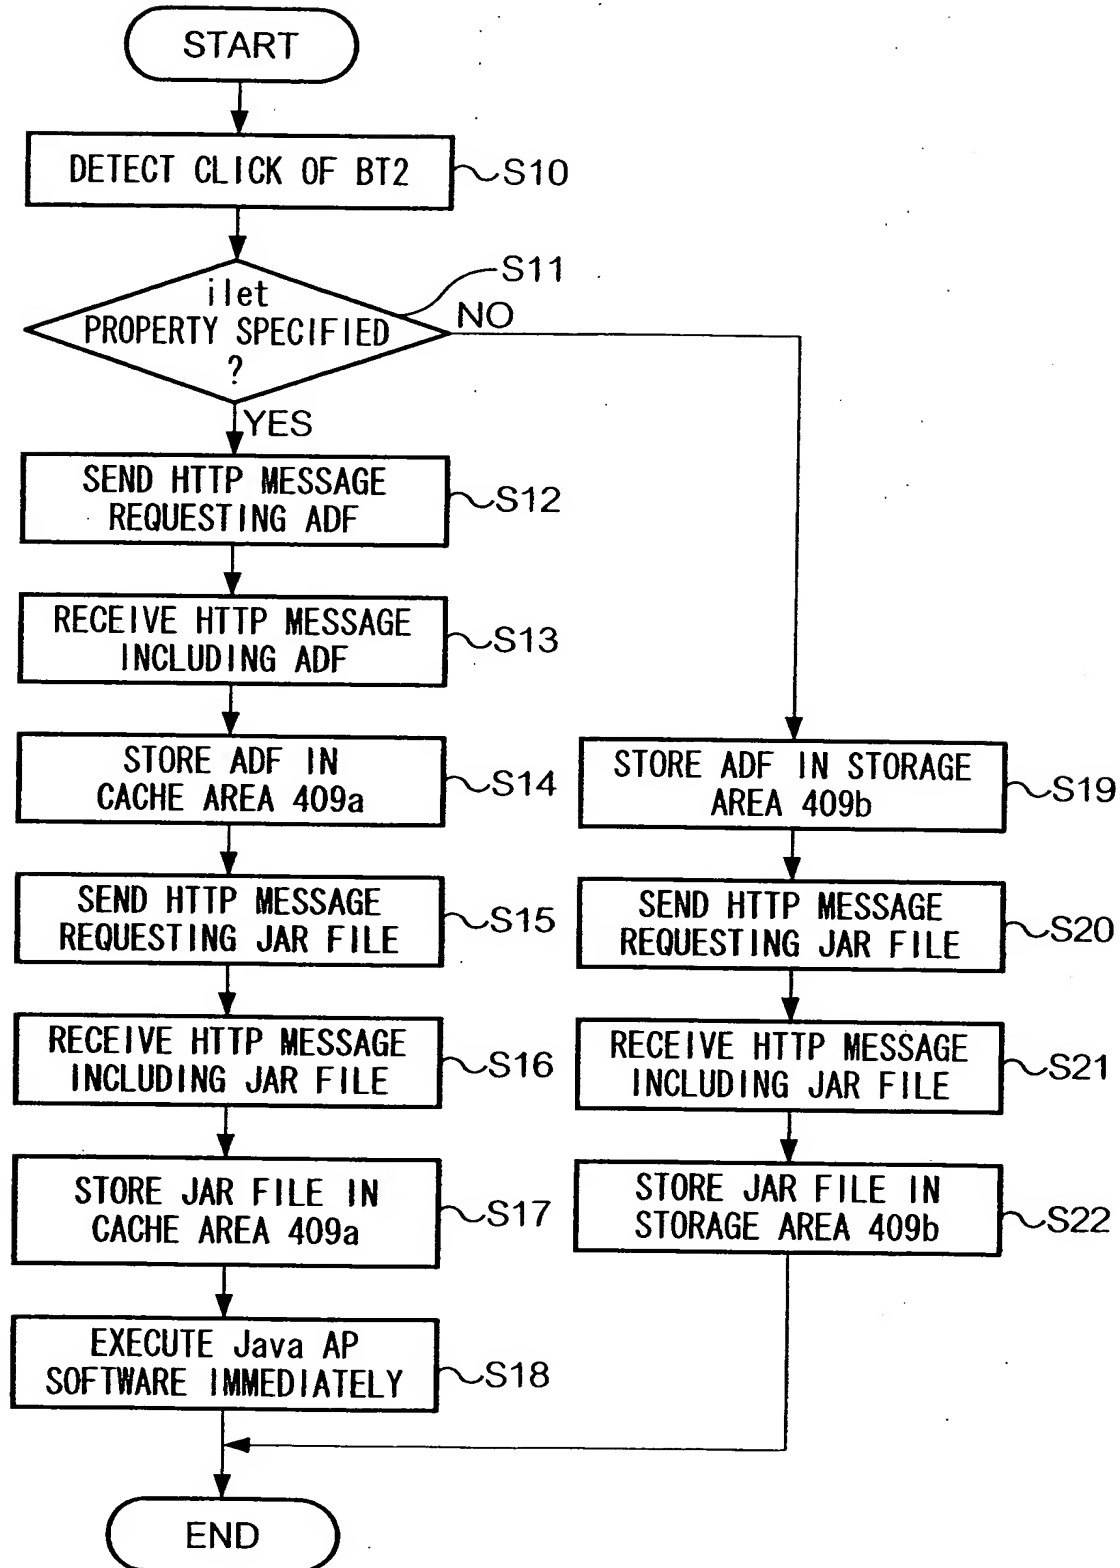 START
DETECT CLICK OF BT2
S10
S11
ilet
PROPERTY SPECIFIED
?
NO
YES
SEND HTTP MESSAGE
REQUESTING ADF
S12
RECEIVE HTTP MESSAGE
INCLUDING ADF
S13
STORE ADF IN
CACHE AREA 409a
S14
SEND HTTP MESSAGE
REQUESTING JAR FILE
S15
RECEIVE HTTP MESSAGE
INCLUDING JAR FILE
S16
STORE JAR FILE IN
CACHE AREA 409a
S17
EXECUTE Java AP
SOFTWARE IMMEDIATELY
S18
STORE ADF IN STORAGE
AREA 409b
S19
SEND HTTP MESSAGE
REQUESTING JAR FILE
S20
RECEIVE HTTP MESSAGE
INCLUDING JAR FILE
S21
STORE JAR FILE IN
STORAGE AREA 409b
S22
END